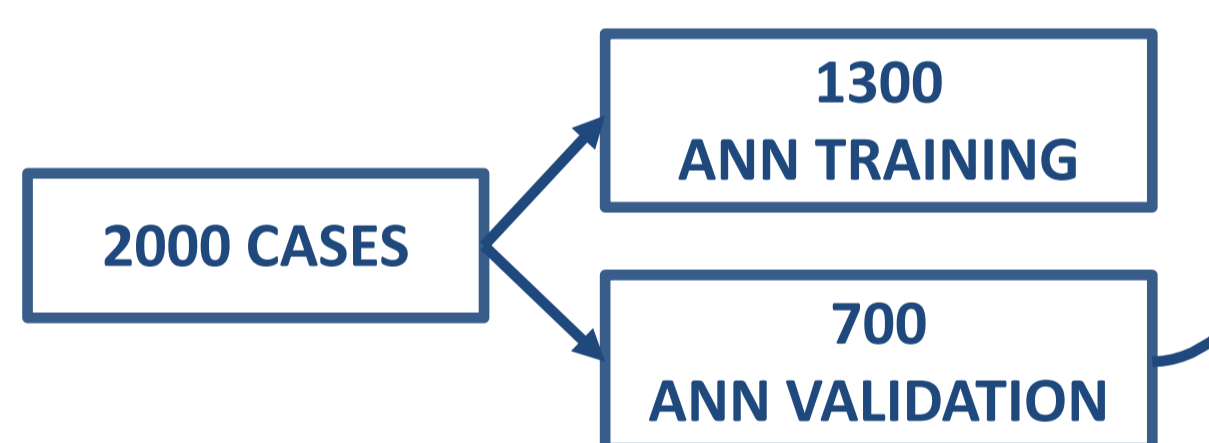 2000 CASES
1300
ANN TRAINING
700
ANN VALIDATION